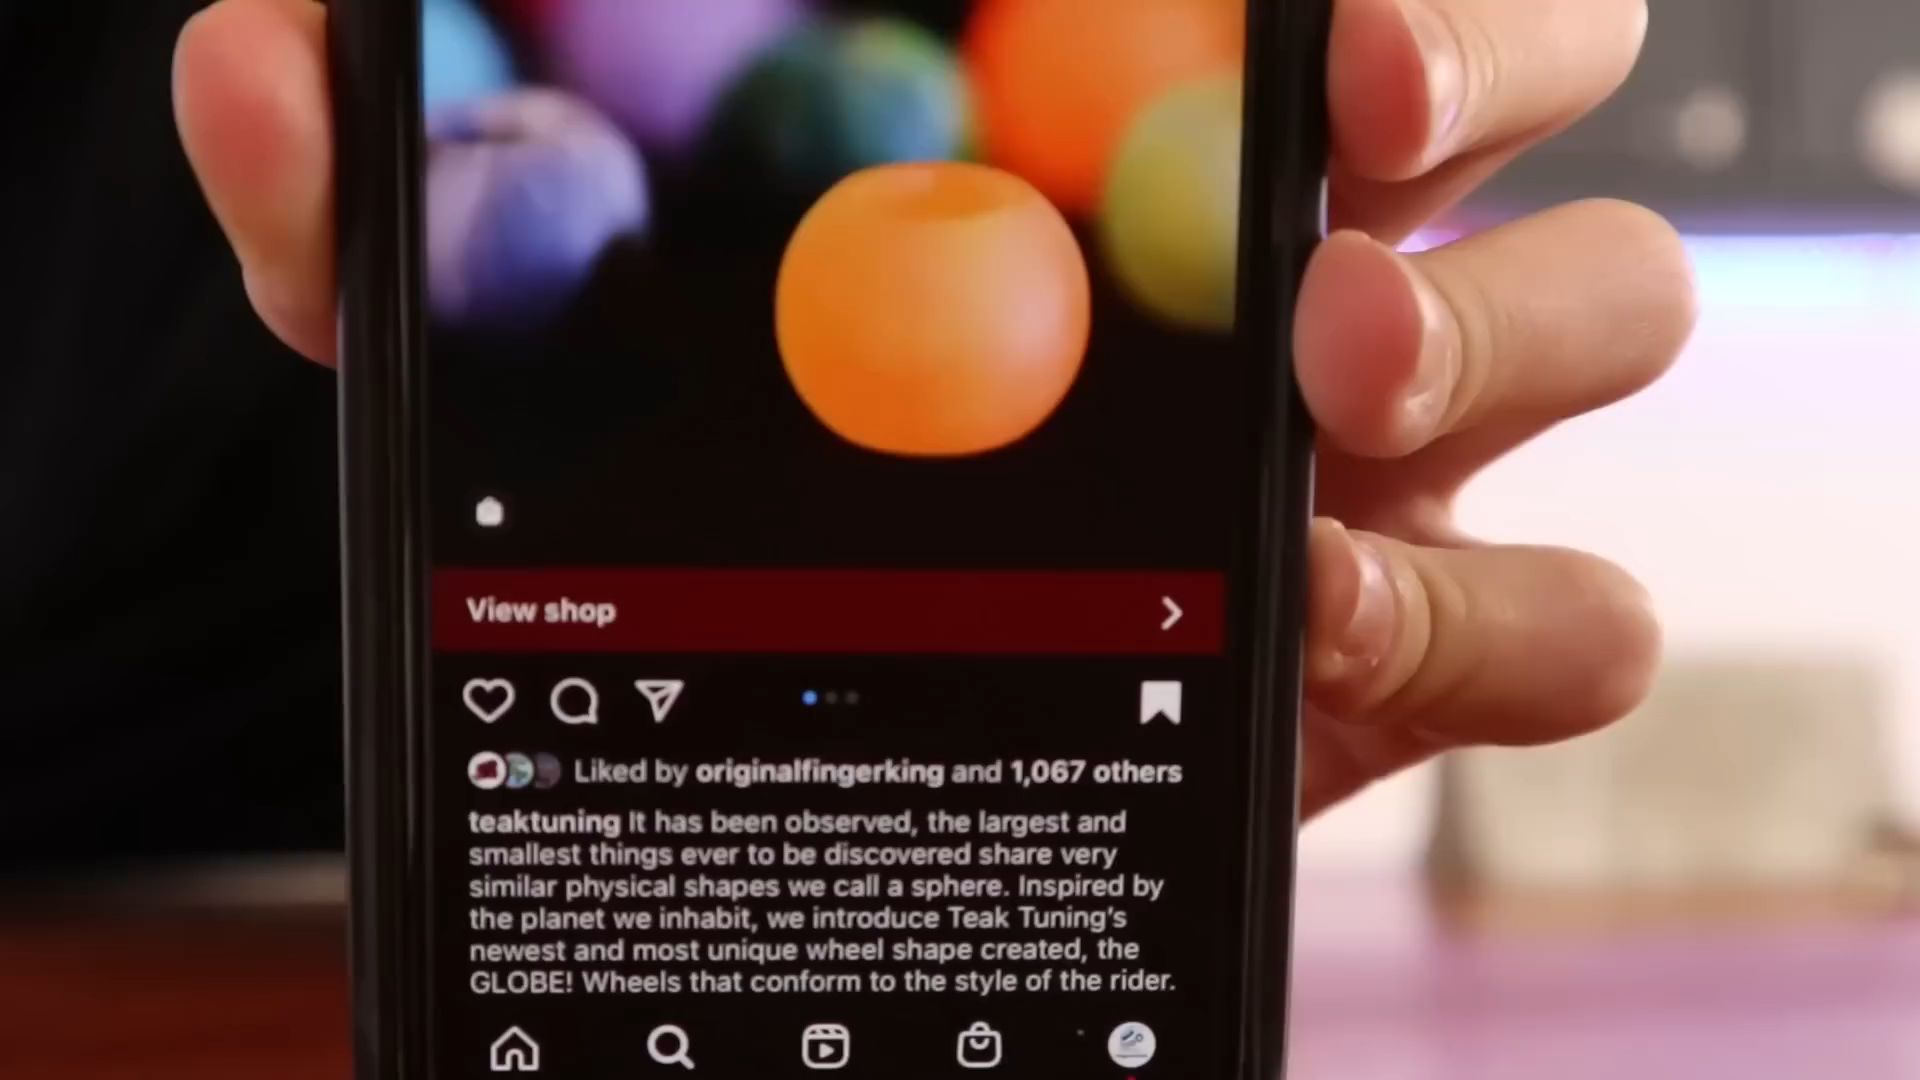 View shop
Liked by originalfingerking and 1,067 others
teaktuning It has been observed, the largest and
smallest things ever to be discovered share very
similar physical shapes we call a sphere. Inspired by
the planet we inhabit, we introduce Teak Tuning's
newest and most unique wheel shape created, the
GLOBE! Wheels that conform to the style of the rider.